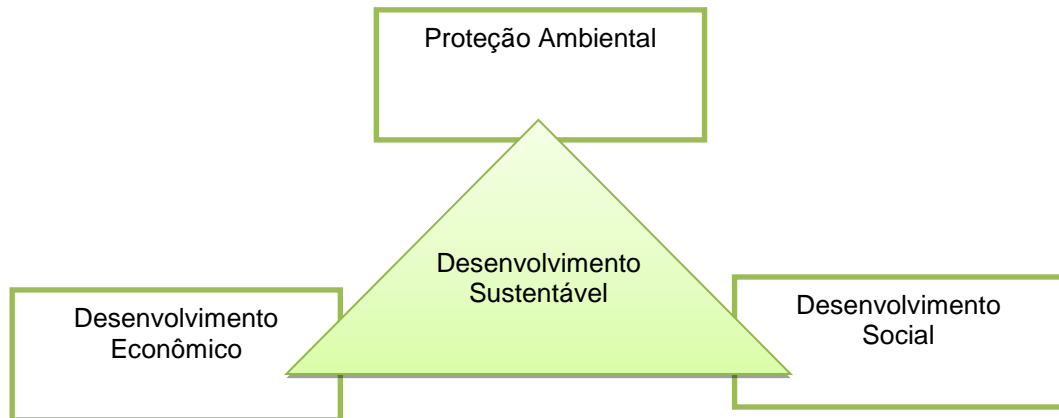 Proteção Ambiental
Desenvolvimento
Sustentável
Desenvolvimento
Econômico
Desenvolvimento
Social